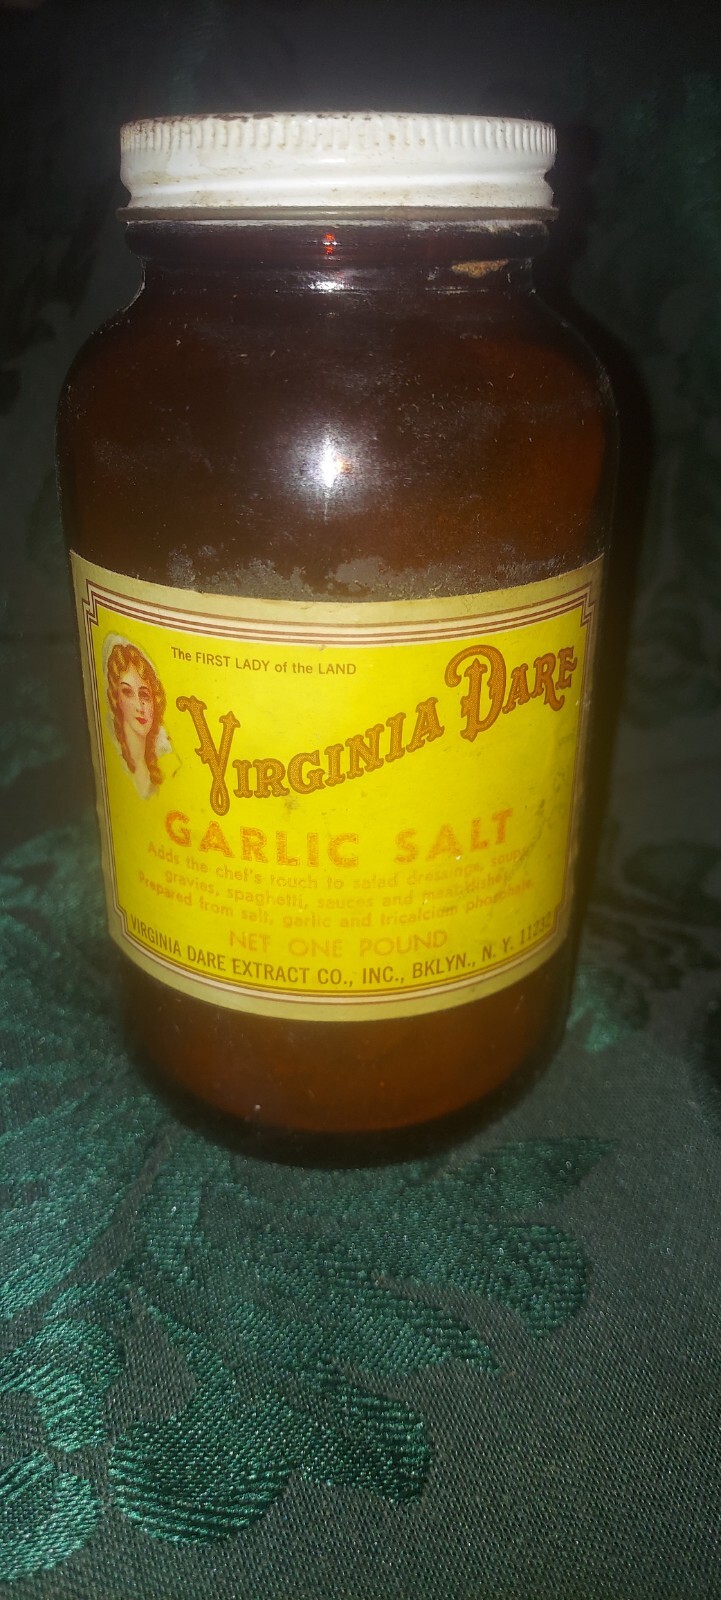 The FIRST LADY of the LAND
VIRGINIA DARE
GARLIC SALT
Adds the chef's touch to salad dressings, soups,
gravies, spaghetti, sauces and meat dishes.
Prepared from salt, garlic and tricalcium phosphate.
NET ONE POUND
VIRGINIA DARE EXTRACT CO., INC., BKLYN., N. Y. 11232